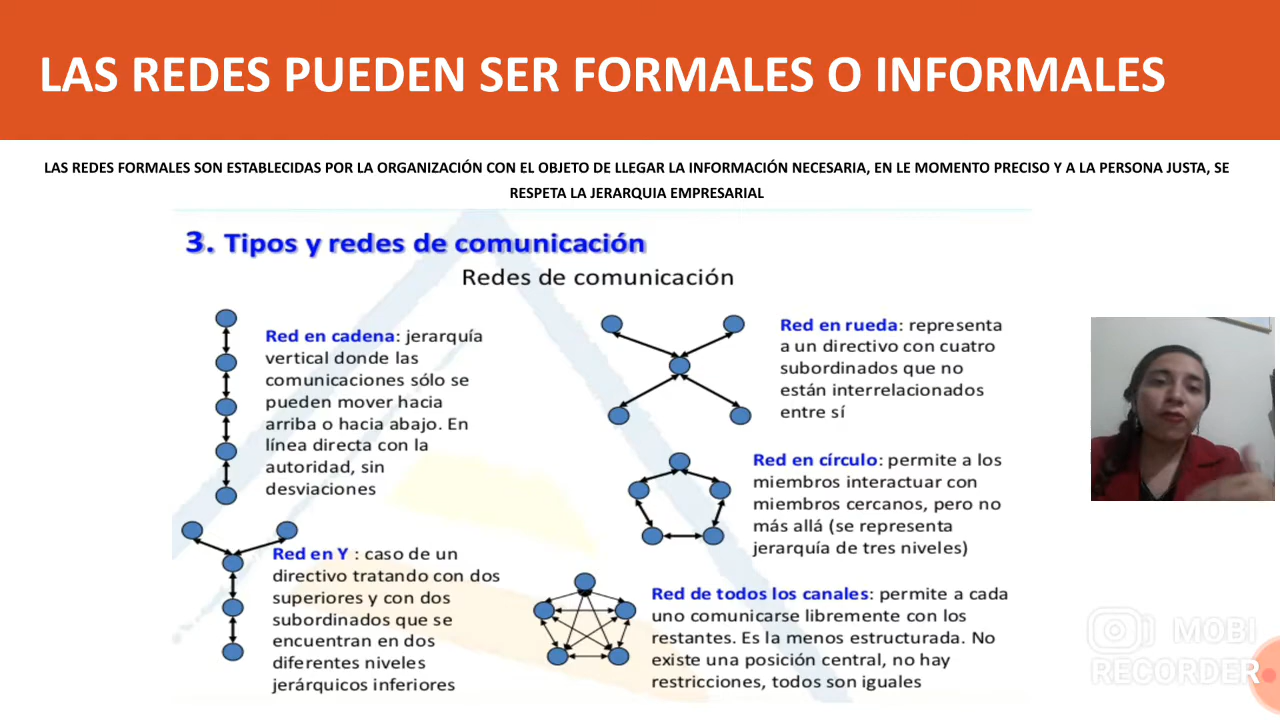 LAS REDES PUEDEN SER FORMALES O INFORMALES
LAS REDES FORMALES SON ESTABLECIDAS POR LA ORGANIZACIÓN CON EL OBJETO DE LLEGAR LA INFORMACIÓN NECESARIA, EN LE MOMENTO PRECISO Y A LA PERSONA JUSTA, SE
RESPETA LA JERARQUIA EMPRESARIAL
3. Tipos y redes de comunicación
Redes de comunicación
Red en cadena: jerarquía
vertical donde las
comunicaciones sólo se
pueden mover hacia
arriba o hacia abajo. En
línea directa con la
autoridad, sin
desviaciones
Red en Y : caso de un
directivo tratando con dos
superiores y con dos
subordinados que se
encuentran en dos
diferentes niveles
jerárquicos inferiores
Red en rueda: representa
a un directivo con cuatro
subordinados que no
están interrelacionados
entre sí
Red en círculo: permite a los
miembros interactuar con
miembros cercanos, pero no
más allá (se representa
jerarquía de tres niveles)
Red de todos los canales: permite a cada
uno comunicarse libremente con los
restantes. Es la menos estructurada. No
existe una posición central, no hay
restricciones, todos son iguales
MOBI
RECORDER